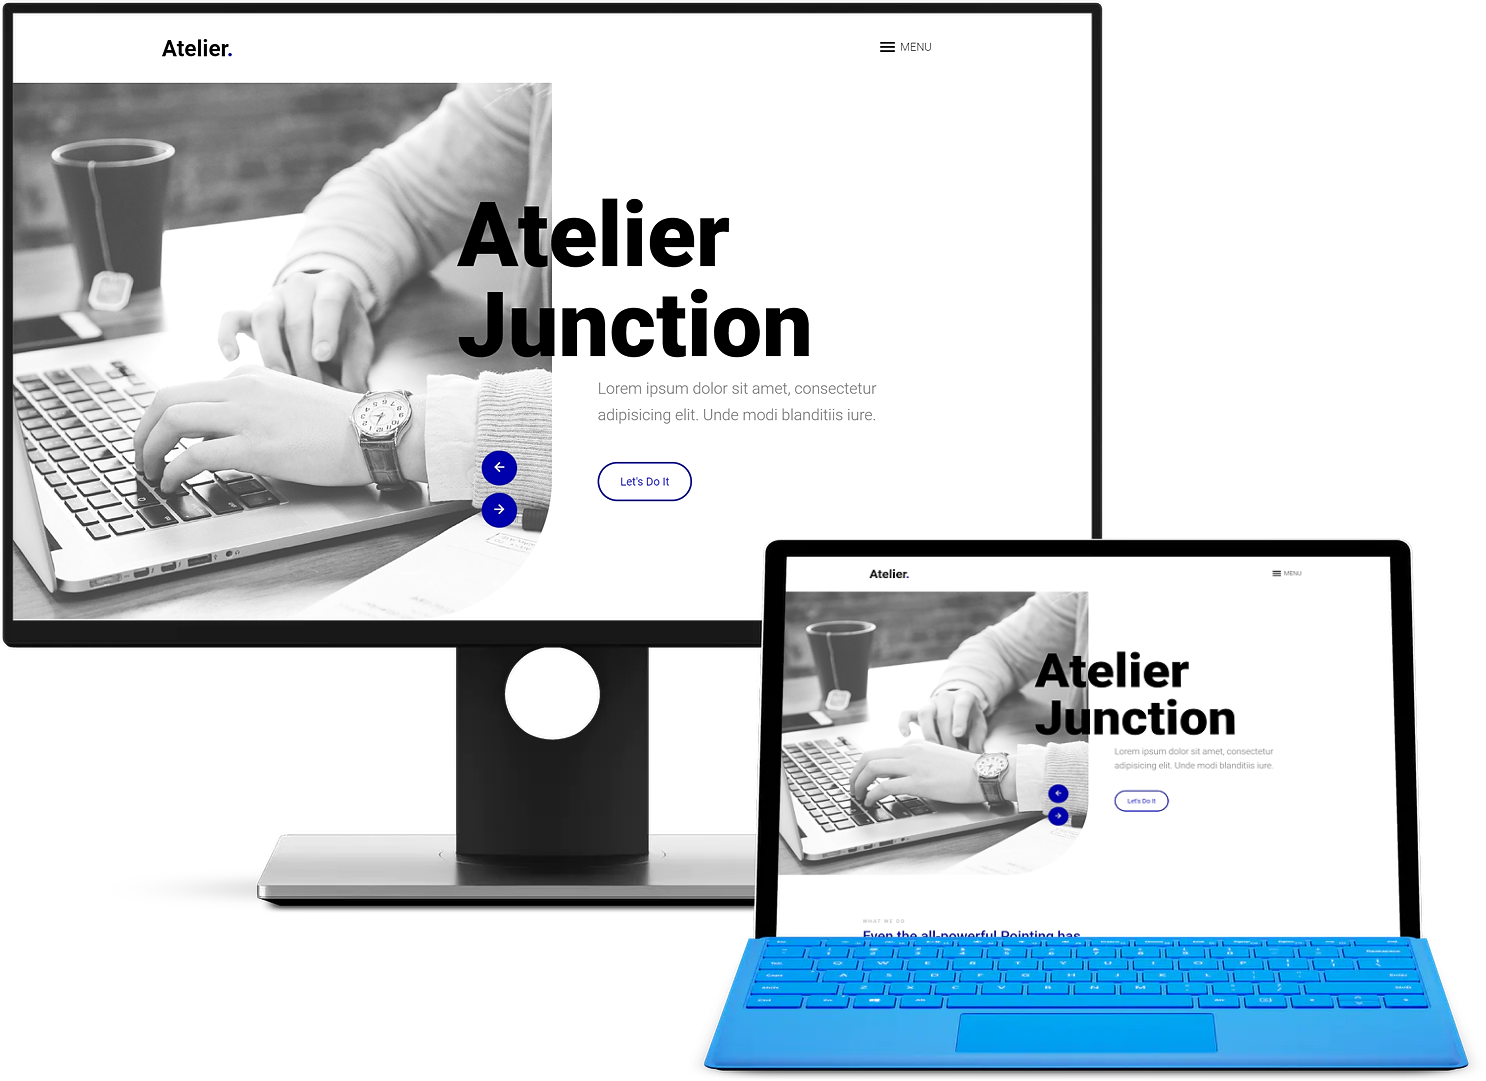 Atelier.
MENU
Atelier
Junction
Lorem ipsum dolor sit amet, consectetur
adipisicing elit. Unde modi blanditiis iure.
Let's Do It
Atelier.
MENU
Atelier
Junction
Lorem ipsum dolor sit amet, consectetur
adipisicing elit. Unde modi blanditiis iure.
Let's Do It
WHAT WE DO
Even the all-powerful Pointing has
Q W E R T Y U I O P
A S D F G H J K L
Z X C V B N M